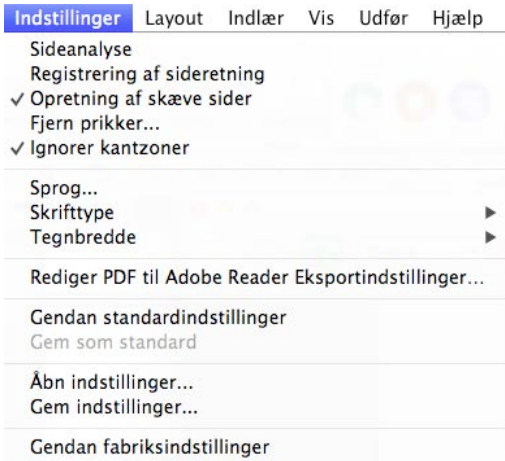 Indstillinger Layout Indlær Vis Udfør Hjælp
Sideanalyse
Registrering af sideretning
✓ Opretning af skæve sider
Fjern prikker...
✓ Ignorer kantzoner
Sprog...
Skrifttype ▶
Tegnbredde ▶
Rediger PDF til Adobe Reader Eksportindstillinger...
Gendan standardindstillinger
Gem som standard
Åbn indstillinger...
Gem indstillinger...
Gendan fabriksindstillinger